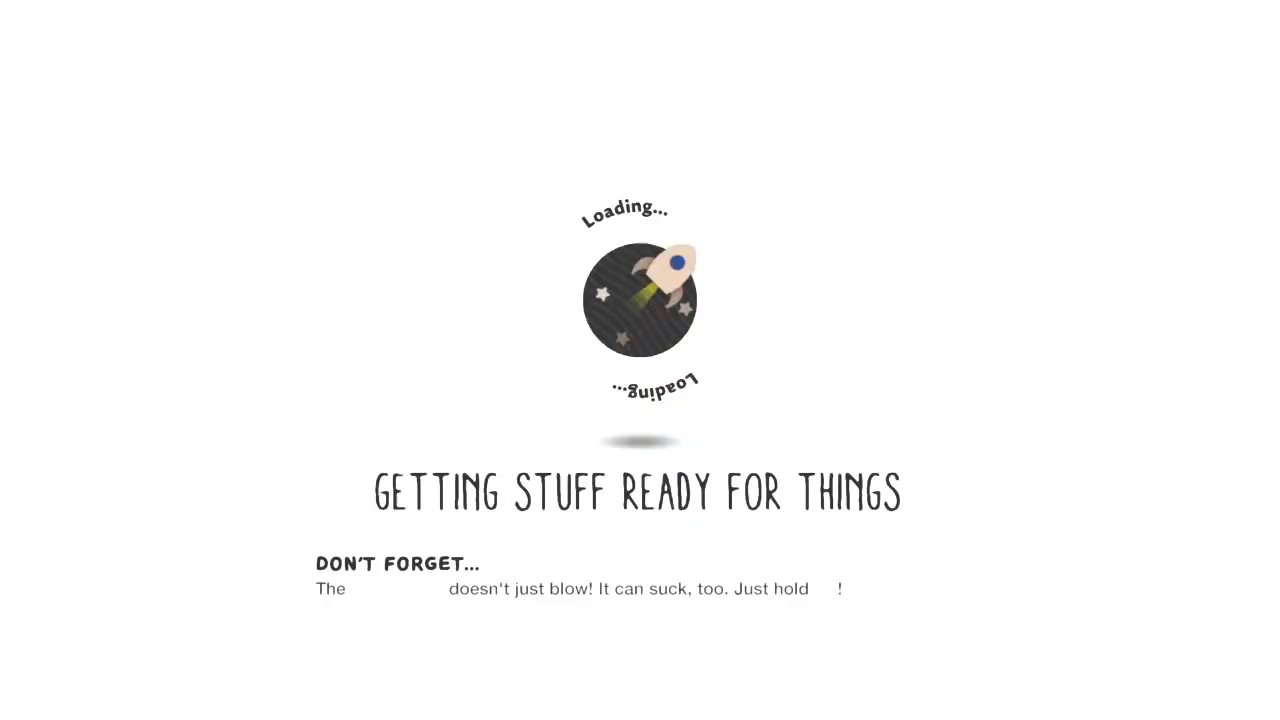 Loading...
Loading...
GETTING STUFF READY FOR THINGS
DON'T FORGET...
The doesn't just blow! It can suck, too. Just hold !